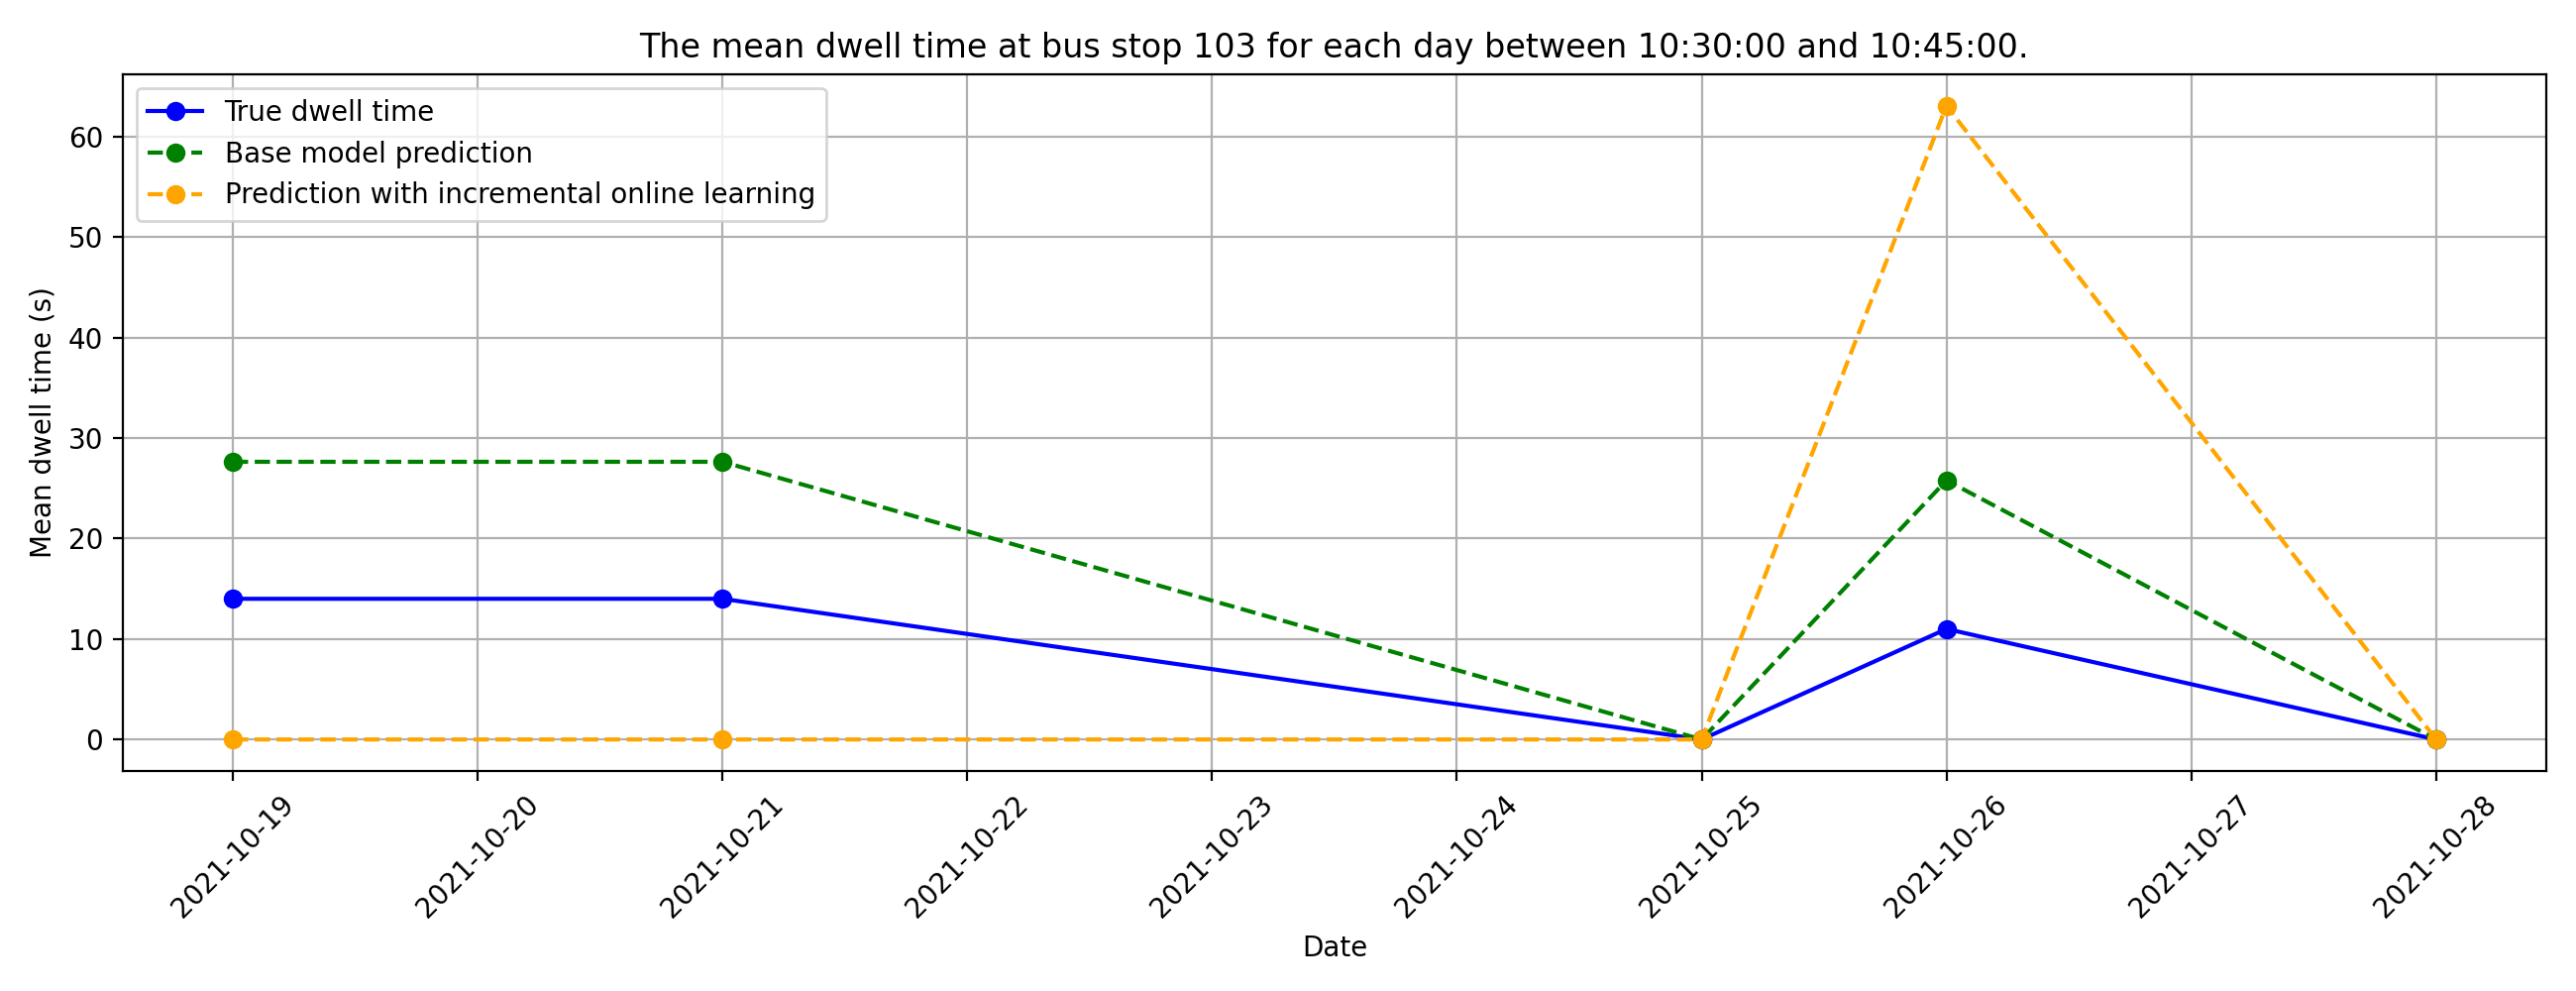 The mean dwell time at bus stop 103 for each day between 10:30:00 and 10:45:00.
True dwell time
Base model prediction
Prediction with incremental online learning
Mean dwell time (s)
60
50
40
30
20
10
0
2021-10-19
2021-10-20
2021-10-21
2021-10-22
2021-10-23
2021-10-24
2021-10-25
2021-10-26
2021-10-27
2021-10-28
Date